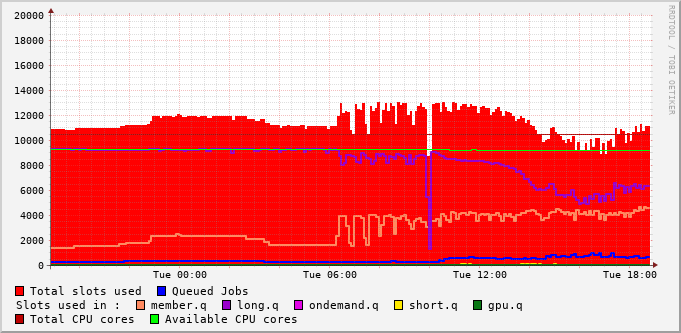 20000
18000
16000
14000
12000
10000
8000
6000
4000
2000
0
Tue 00:00 Tue 06:00 Tue 12:00 Tue 18:00
Total slots used Queued Jobs
Slots used in : member.q long.q ondemand.q short.q gpu.q
Total CPU cores Available CPU cores
RRDTOOL / TOBI OETIKER